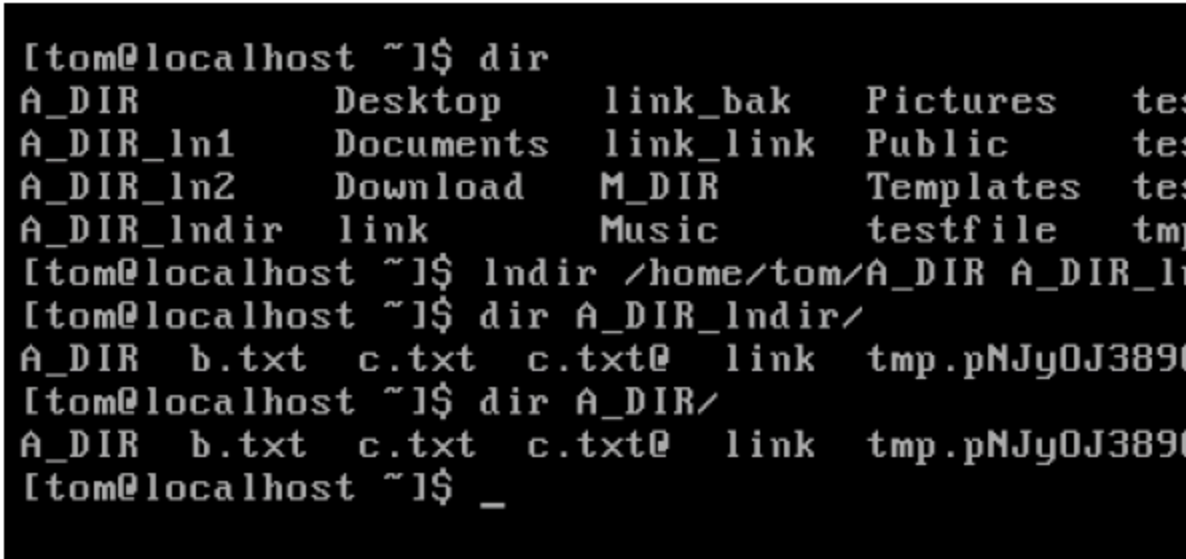 [tom@localhost ~]$ dir
A_DIR Desktop link_bak Pictures
A_DIR_ln1 Documents link_link Public
A_DIR_ln2 Download M_DIR Templates
A_DIR_lndir link Music testfile
[tom@localhost ~]$ lndir /home/tom/A_DIR
[tom@localhost ~]$ dir A_DIR_lndir/
A_DIR b.txt c.txt c.txt@ link
[tom@localhost ~]$ dir A_DIR/
A_DIR b.txt c.txt c.txt@ link
[tom@localhost ~]$ _